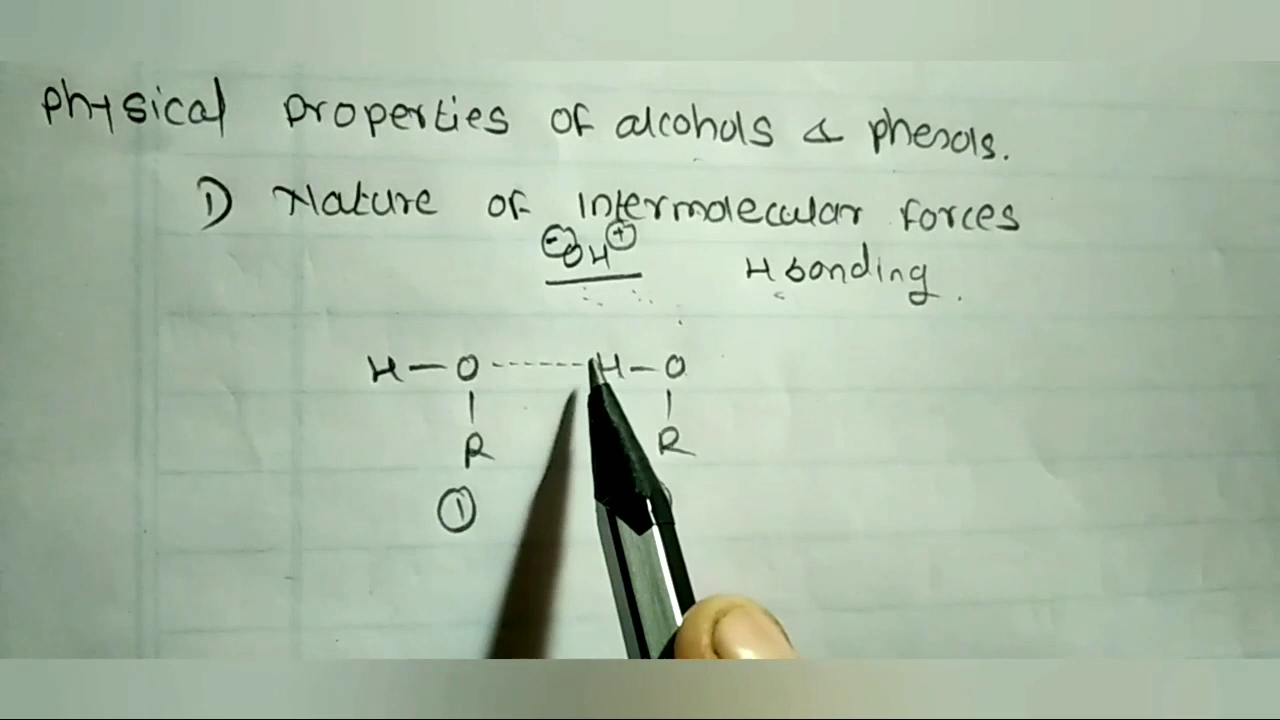 Physical properties of alcohols & phenols.
1) Nature of intermolecular forces
⊖OH⊕ H bonding.
H — O ------ H — O
| |
R R
①